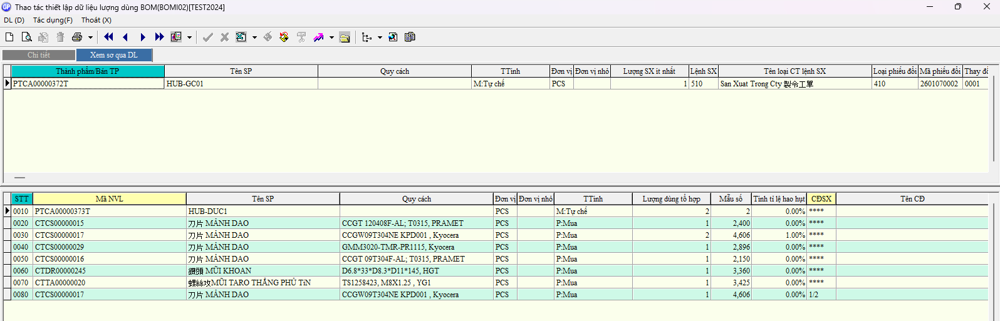 GP Thao tác thiết lập dữ liệu lượng dùng BOM(BOMI02)[TEST2024]
DL (D) Tác dụng(F) Thoát (X)
Chi tiết Xem sơ qua DL
Thành phẩm/Bán TP Tên SP Quy cách TTính Đơn vị Đơn vị nhỏ Lượng SX ít nhất Lệnh SX Tên loại CT lệnh SX Loại phiếu đổi Mã phiếu đổi Thay đổ
PTCA00000372T HUB-GC01 M:Tự chế PCS 1 510 San Xuat Trong Cty 製令工單 410 2601070002 0001
STT Mã NVL Tên SP Quy cách Đơn vị Đơn vị nhỏ TTính Lượng dùng tổ hợp Mẫu số Tính tỉ lệ hao hụt CĐSX Tên CĐ
0010 PTCA00000373T HUB-DUC1 PCS M:Tự chế 2 2 0.00% ****
0020 CTCS00000015 刀片 MẢNH DAO CCGT 120408F-AL; T0315, PRAMET PCS P:Mua 1 2,400 0.00% ****
0030 CTCS00000017 刀片 MẢNH DAO CCGW09T304NE KPD001 , Kyocera PCS P:Mua 2 4,606 1.00% ****
0040 CTCS00000029 刀片 MẢNH DAO GMM3020-TMR-PR1115, Kyocera PCS P:Mua 1 2,896 0.00% ****
0050 CTCS00000016 刀片 MẢNH DAO CCGT 09T304F-AL; T0315, PRAMET PCS P:Mua 1 2,150 0.00% ****
0060 CTDR00000245 鑽頭 MŨI KHOAN D6.8*33*D8.3*D11*145, HGT PCS P:Mua 1 3,360 0.00% ****
0070 CTTA00000020 螺絲攻MŨI TARO THẲNG PHỦ TiN TS1258423, M8X1.25 , YG1 PCS P:Mua 1 3,425 0.00% ****
0080 CTCS00000017 刀片 MẢNH DAO CCGW09T304NE KPD001 , Kyocera PCS P:Mua 1 4,606 0.00% 1/2